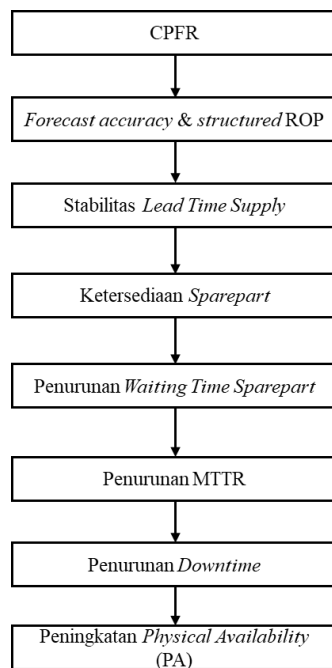 CPFR
Forecast accuracy & structured ROP
Stabilitas Lead Time Supply
Ketersediaan Sparepart
Penurunan Waiting Time Sparepart
Penurunan MTTR
Penurunan Downtime
Peningkatan Physical Availability
(PA)